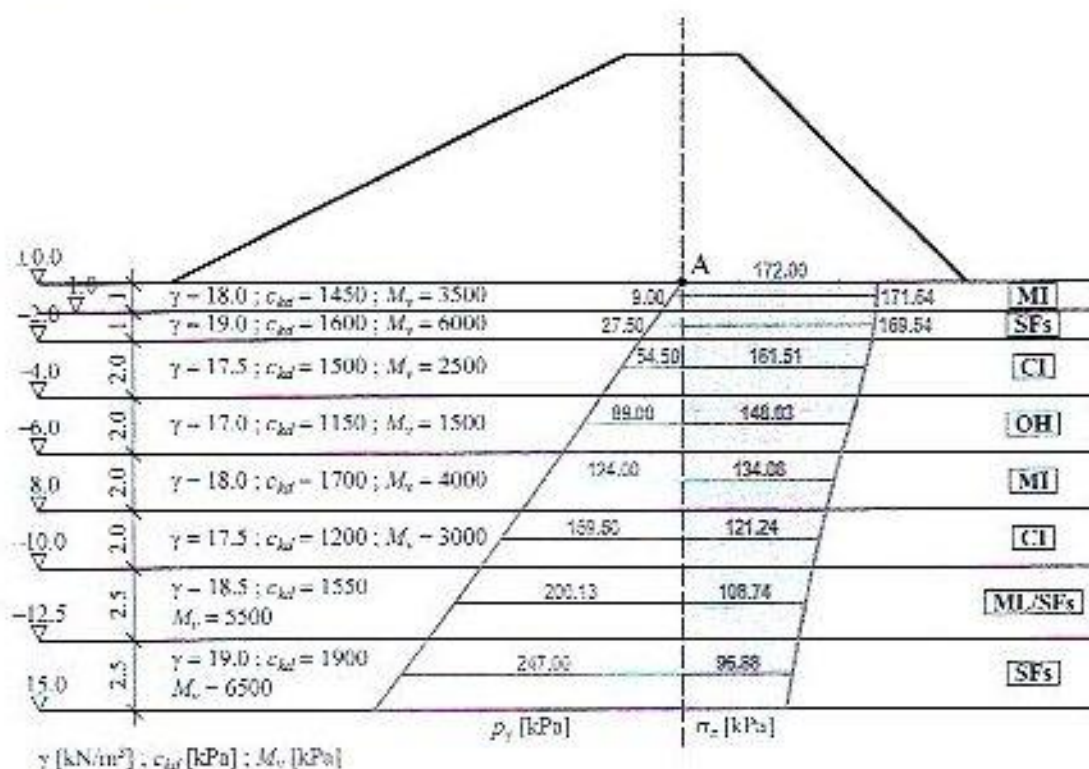 ±0.0
A
172.00
1.0
1
γ = 18.0 ; c_kd = 1450 ; M_v = 3500
9.00
171.64
MI
−2.0
1
γ = 19.0 ; c_kd = 1600 ; M_v = 6000
27.50
169.54
SFs
−4.0
2.0
γ = 17.5 ; c_kd = 1500 ; M_v = 2500
54.50
161.51
CI
−6.0
2.0
γ = 17.0 ; c_kd = 1150 ; M_v = 1500
89.00
OH
8.0
2.0
γ = 18.0 ; c_kd = 1700 ; M_v = 4000
124.00
134.08
MI
−10.0
2.0
γ = 17.5 ; c_kd = 1200 ; M_v = 3000
159.50
121.24
CI
−12.5
2.5
γ = 18.5 ; c_kd = 1550
M_v = 5500
200.13
108.74
ML/SFs
15.0
2.5
γ = 19.0 ; c_kd = 1900
M_v = 6500
247.00
SFs
p_γ [kPa]
σ_z [kPa]
γ [kN/m³] ; c_kd [kPa] ; M_v [kPa]